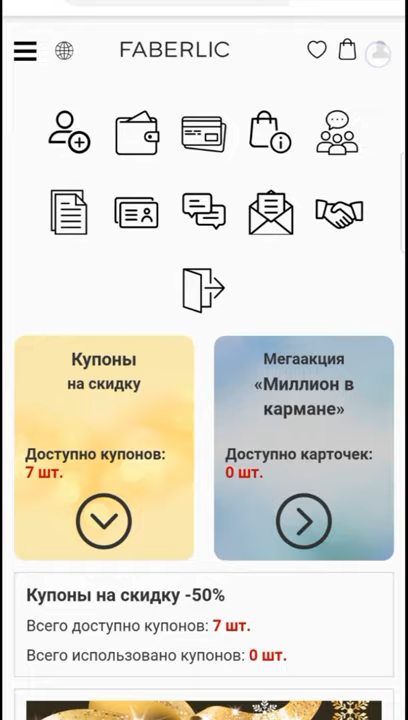 FABERLIC
Купоны
на скидку
Доступно купонов:
7 шт.
Мегаакция
«Миллион в
кармане»
Доступно карточек:
0 шт.
Купоны на скидку -50%
Всего доступно купонов: 7 шт.
Всего использовано купонов: 0 шт.